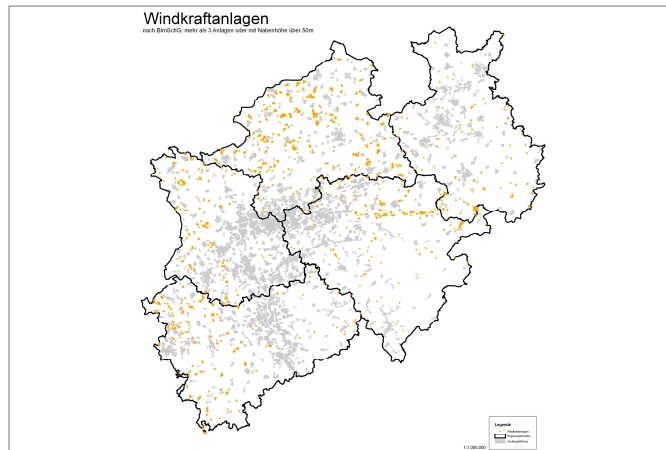 Windkraftanlagen
nach BImSchG: mehr als 3 Anlagen oder mit Nabenhöhe über 50m
Legende
Windkraftanlagen
Regierungsbezirke
Siedlungsflächen
1:1.000.000